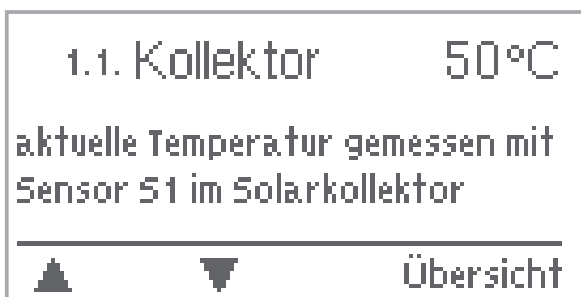 1.1. Kollektor 50°C
aktuelle Temperatur gemessen mit
Sensor S1 im Solarkollektor
Übersicht